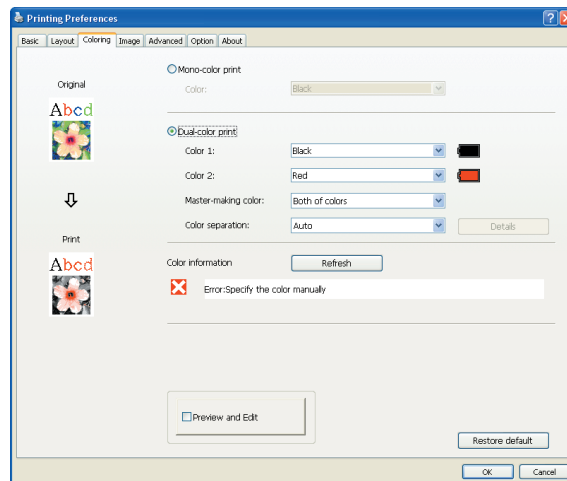 Printing Preferences
Basic Layout Coloring Image Advanced Option About
Original
Abcd
Print
Abcd
Mono-color print
Color: Black
Dual-color print
Color 1: Black
Color 2: Red
Master-making color: Both of colors
Color separation: Auto Details
Color information Refresh
Error:Specify the color manually
Preview and Edit
Restore default
OK Cancel